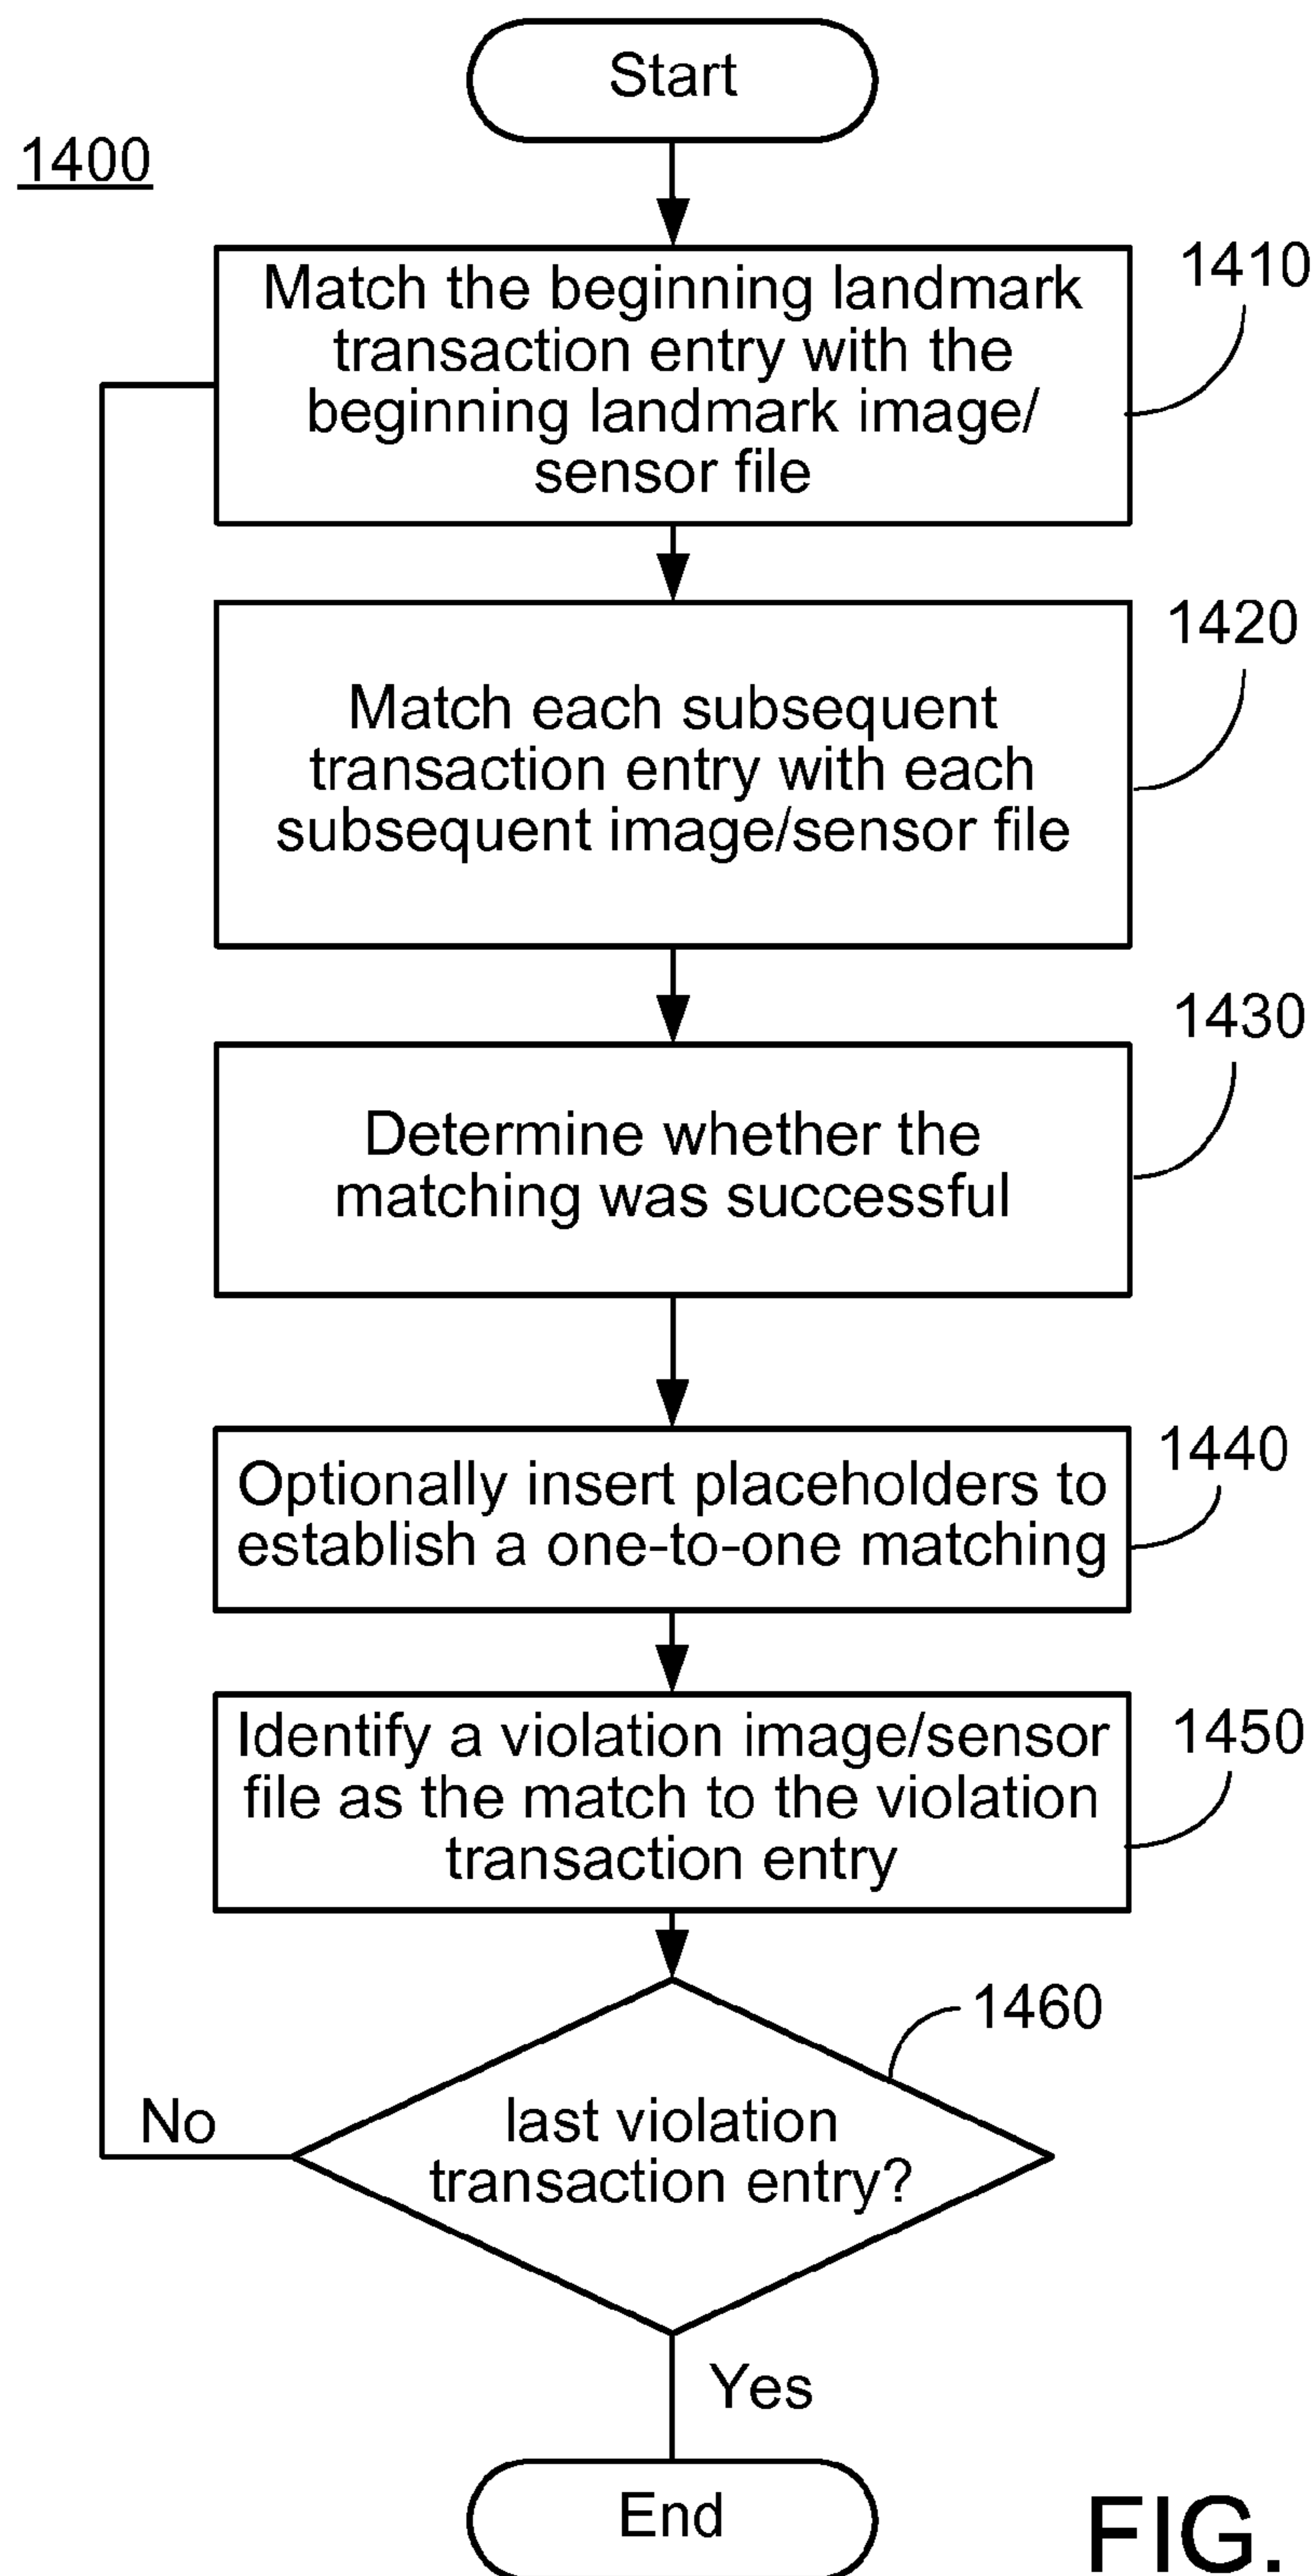 Start
1400
1410
Match the beginning landmark
transaction entry with the
beginning landmark image/
sensor file
1420
Match each subsequent
transaction entry with each
subsequent image/sensor file
1430
Determine whether the
matching was successful
1440
Optionally insert placeholders to
establish a one-to-one matching
1450
Identify a violation image/sensor
file as the match to the violation
transaction entry
1460
last violation
transaction entry?
No
Yes
End
FIG.